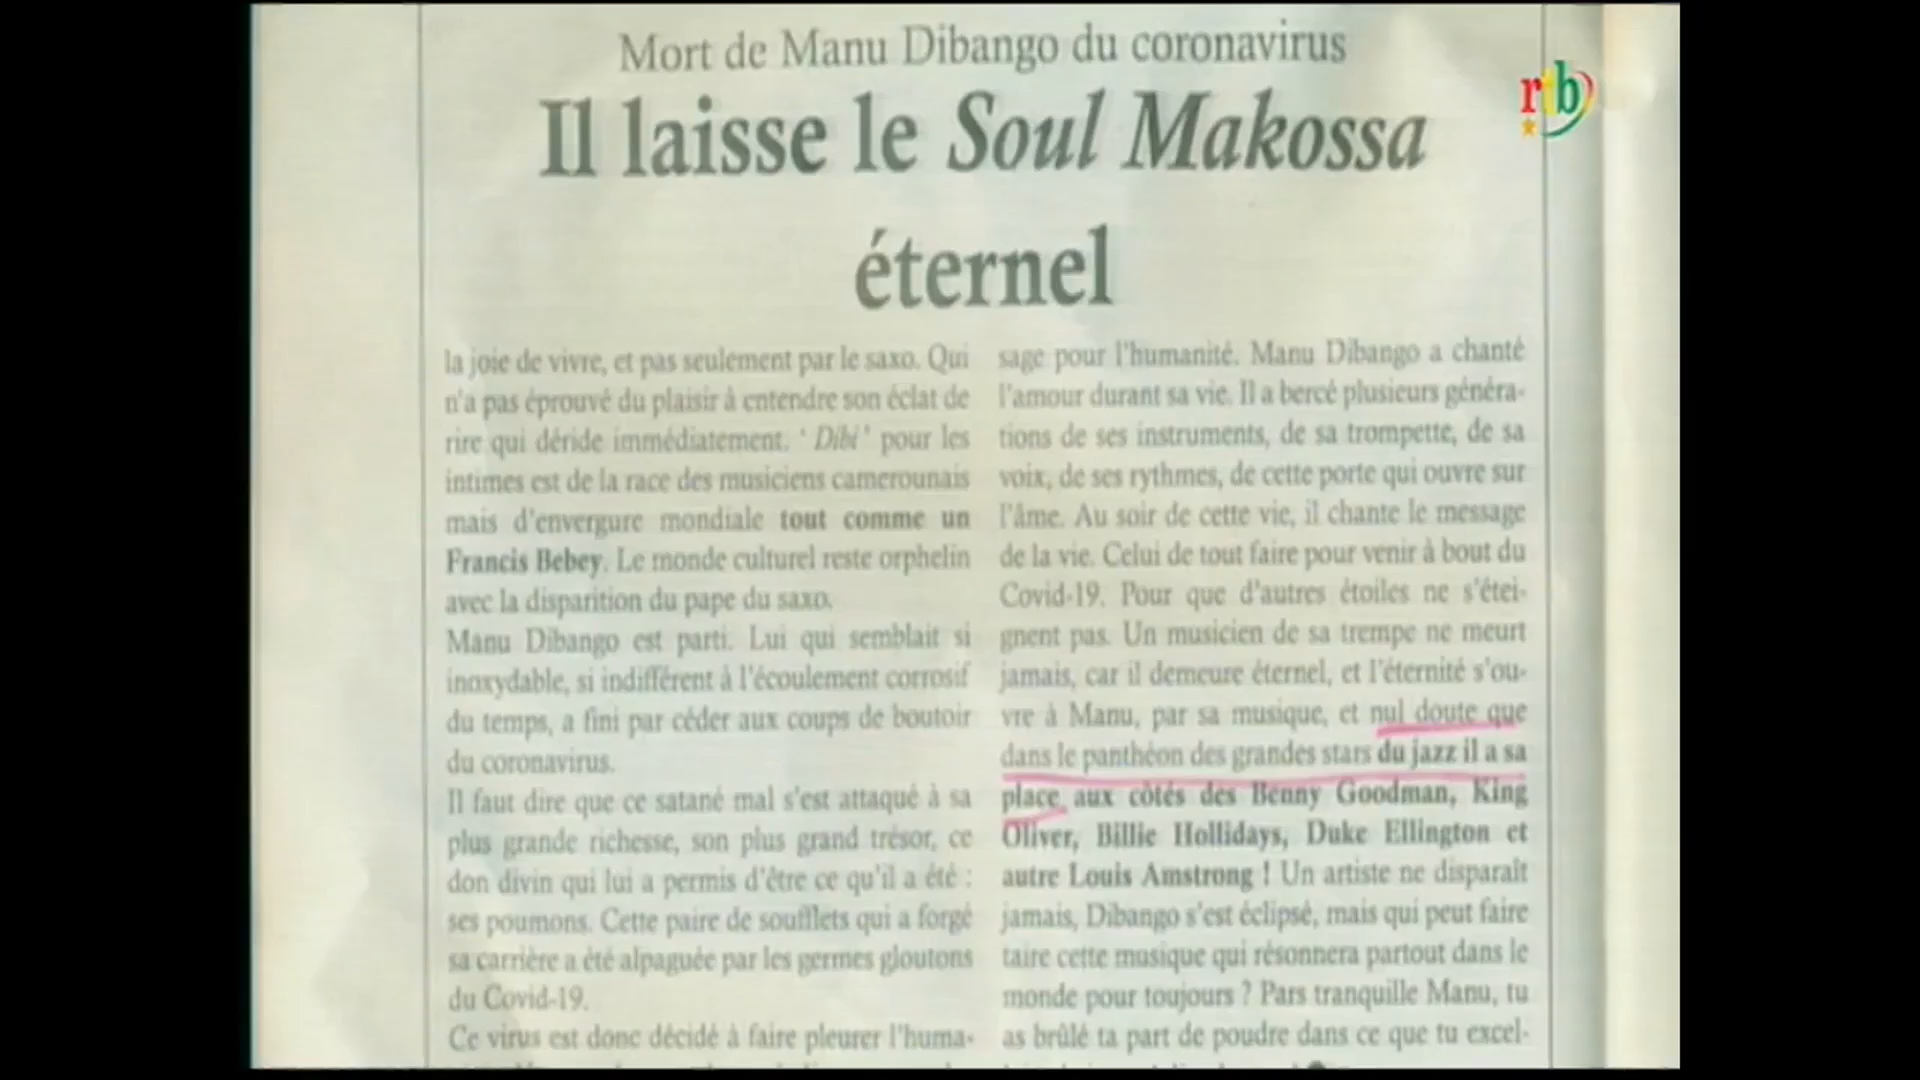 Mort de Manu Dibango du coronavirus
Il laisse le Soul Makossa
éternel
rtb
la joie de vivre, et pas seulement par le saxo. Qui
n'a pas éprouvé du plaisir à entendre son éclat de
rire qui déride immédiatement. ' Dibi ' pour les
intimes est de la race des musiciens camerounais
mais d'envergure mondiale tout comme un
Francis Bebey. Le monde culturel reste orphelin
avec la disparition du pape du saxo.
Manu Dibango est parti. Lui qui semblait si
inoxydable, si indifférent à l'écoulement corrosif
du temps, a fini par céder aux coups de boutoir
du coronavirus.
Il faut dire que ce satané mal s'est attaqué à sa
plus grande richesse, son plus grand trésor, ce
don divin qui lui a permis d'être ce qu'il a été :
ses poumons. Cette paire de soufflets qui a forgé
sa carrière a été alpaguée par les germes gloutons
du Covid-19.
Ce virus est donc décidé à faire pleurer l'huma-
sage pour l'humanité. Manu Dibango a chanté
l'amour durant sa vie. Il a bercé plusieurs généra-
tions de ses instruments, de sa trompette, de sa
voix, de ses rythmes, de cette porte qui ouvre sur
l'âme. Au soir de cette vie, il chante le message
de la vie. Celui de tout faire pour venir à bout du
Covid-19. Pour que d'autres étoiles ne s'étei-
gnent pas. Un musicien de sa trempe ne meurt
jamais, car il demeure éternel, et l'éternité s'ou-
vre à Manu, par sa musique, et nul doute que
dans le panthéon des grandes stars du jazz il a sa
place aux côtés des Benny Goodman, King
Oliver, Billie Hollidays, Duke Ellington et
autre Louis Amstrong ! Un artiste ne disparaît
jamais, Dibango s'est éclipsé, mais qui peut faire
taire cette musique qui résonnera partout dans le
monde pour toujours ? Pars tranquille Manu, tu
as brûlé ta part de poudre dans ce que tu excel-